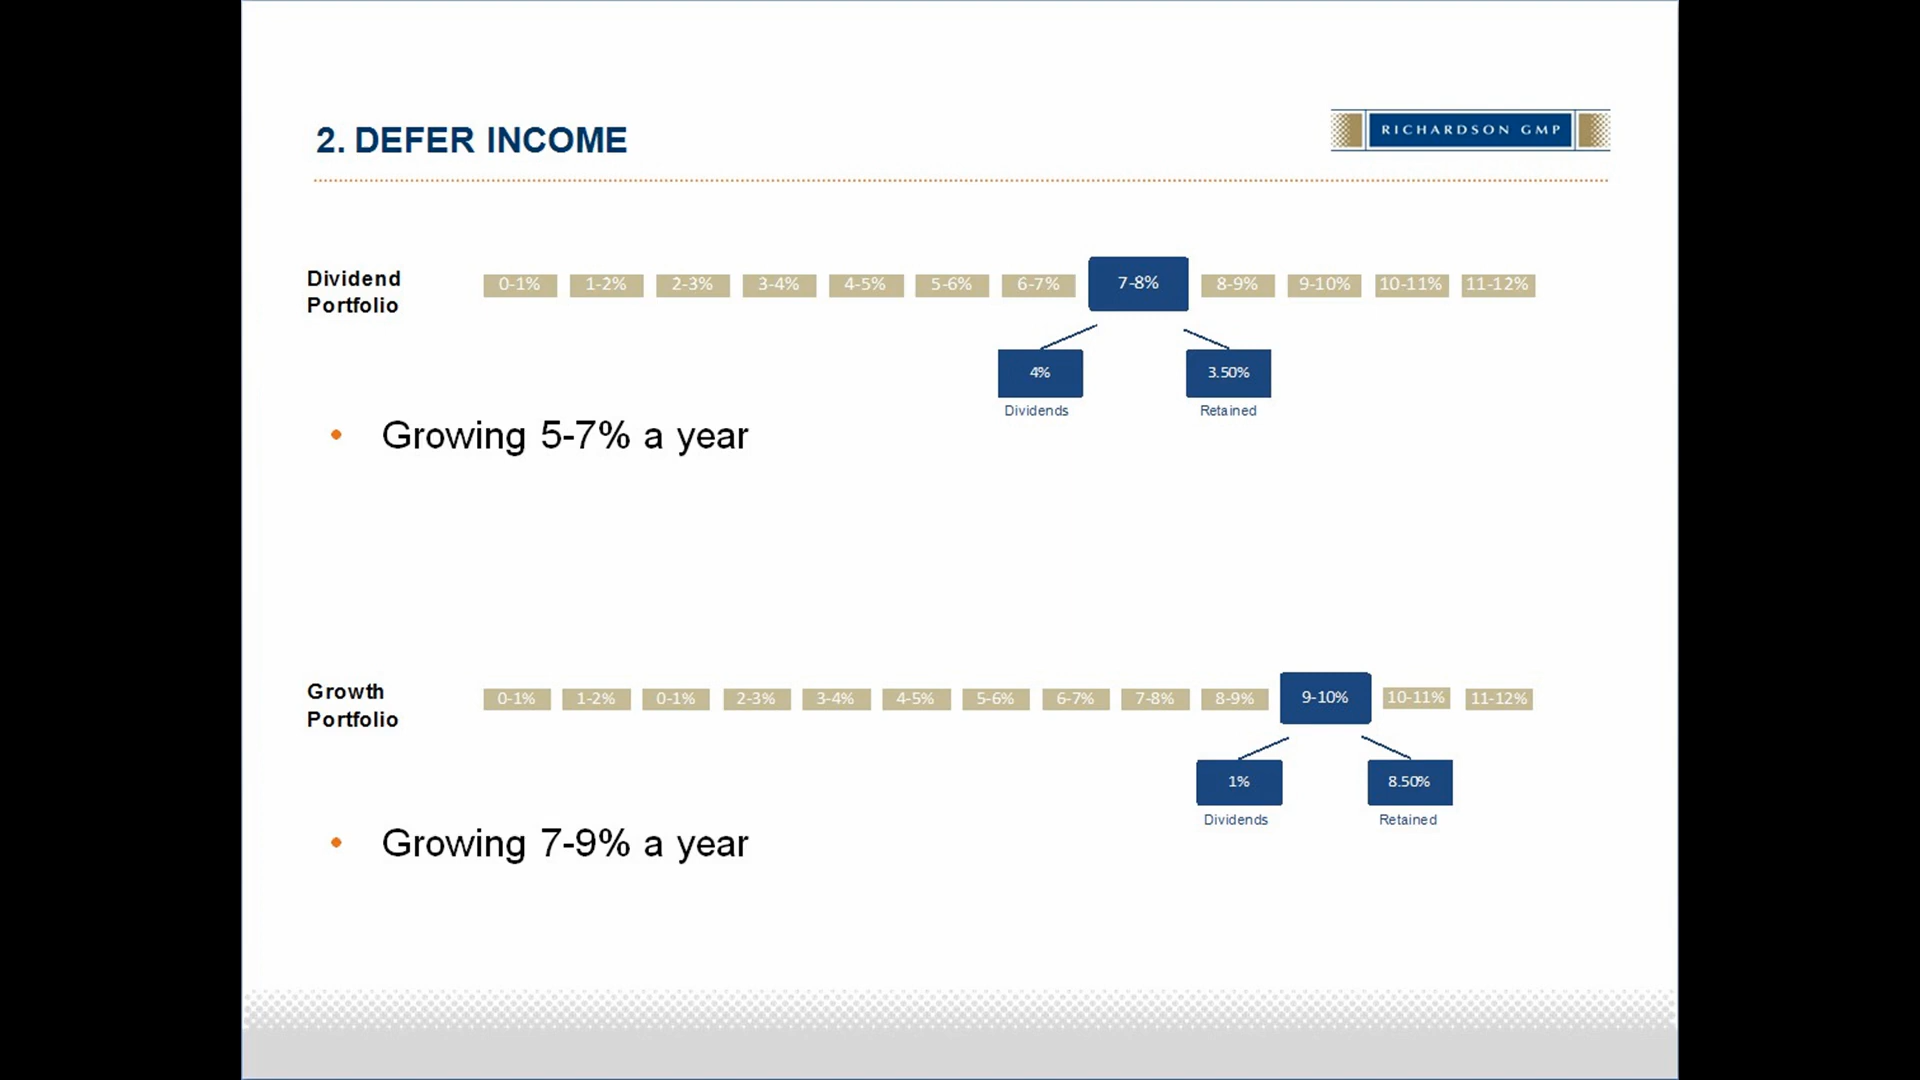 2. DEFER INCOME
RICHARDSON GMP
Dividend
Portfolio
0-1% 1-2% 2-3% 3-4% 4-5% 5-6% 6-7% 7-8% 8-9% 9-10% 10-11% 11-12%
4% 3.50%
Dividends Retained
• Growing 5-7% a year
Growth
Portfolio
0-1% 1-2% 0-1% 2-3% 3-4% 4-5% 5-6% 6-7% 7-8% 8-9% 9-10% 10-11% 11-12%
1% 8.50%
Dividends Retained
• Growing 7-9% a year